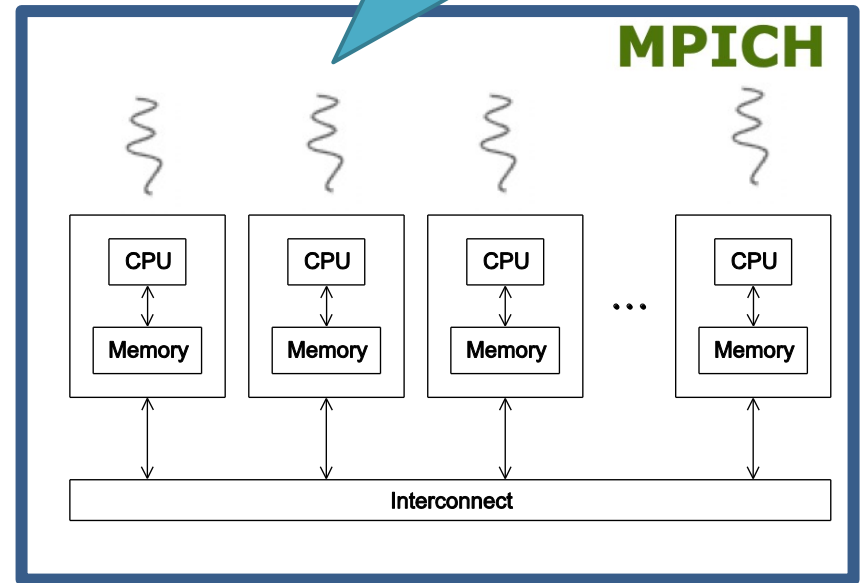 MPICH
CPU CPU CPU CPU
...
Memory Memory Memory Memory
Interconnect